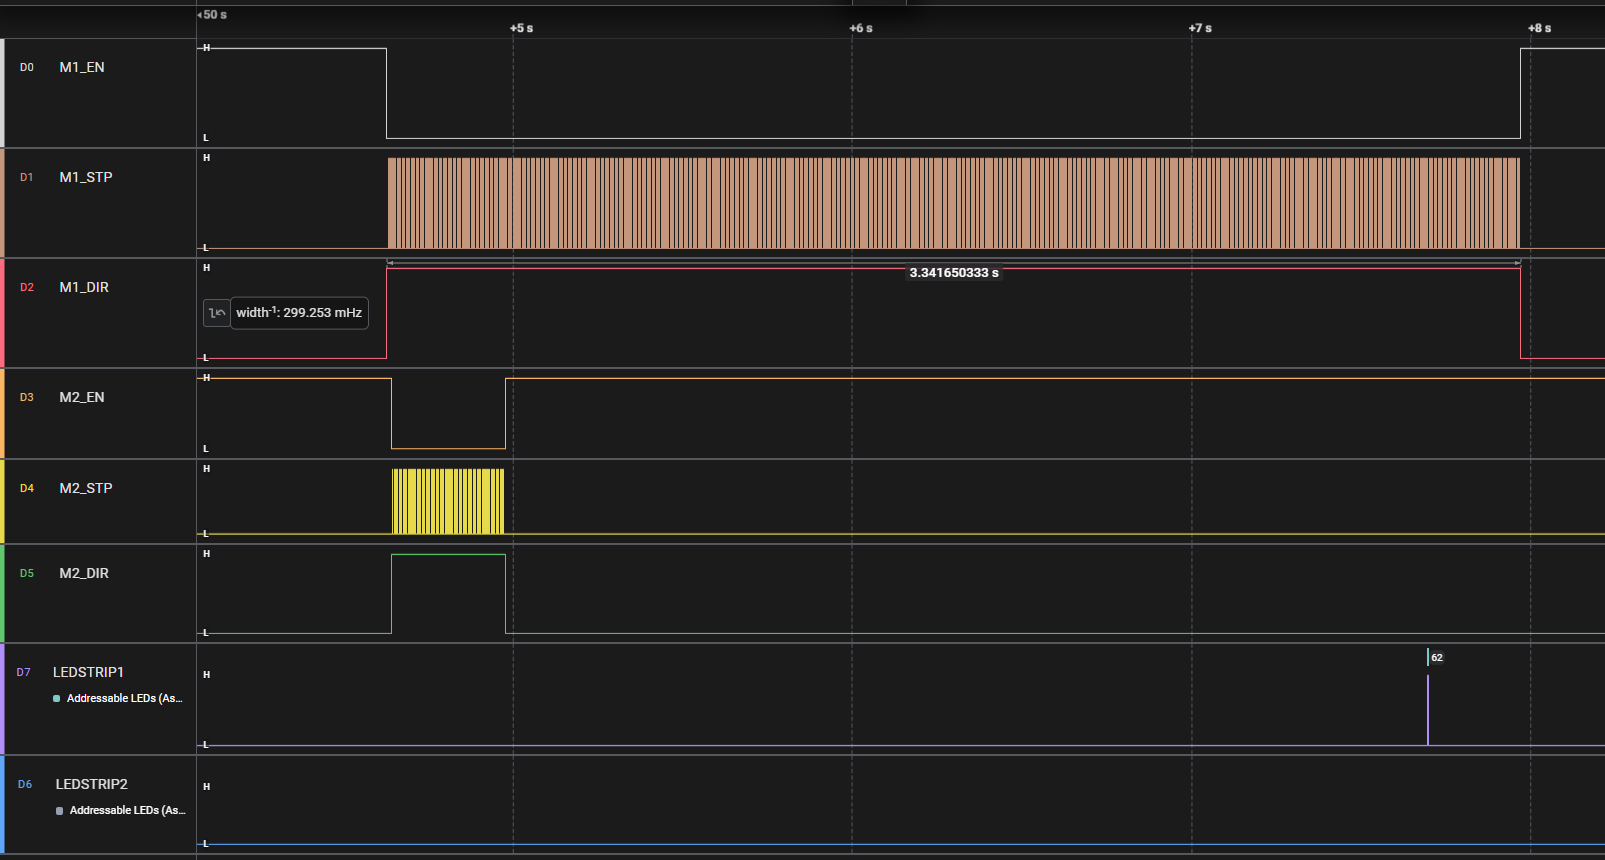 50 s
+5 s +6 s +7 s +8 s
D0 M1_EN H
L
D1 M1_STP H
L
D2 M1_DIR H
3.341650333 s
width⁻¹: 299.253 mHz
L
D3 M2_EN H
L
D4 M2_STP H
L
D5 M2_DIR H
L
D7 LEDSTRIP1 H
62
Addressable LEDs (As...
L
D6 LEDSTRIP2 H
Addressable LEDs (As...
L